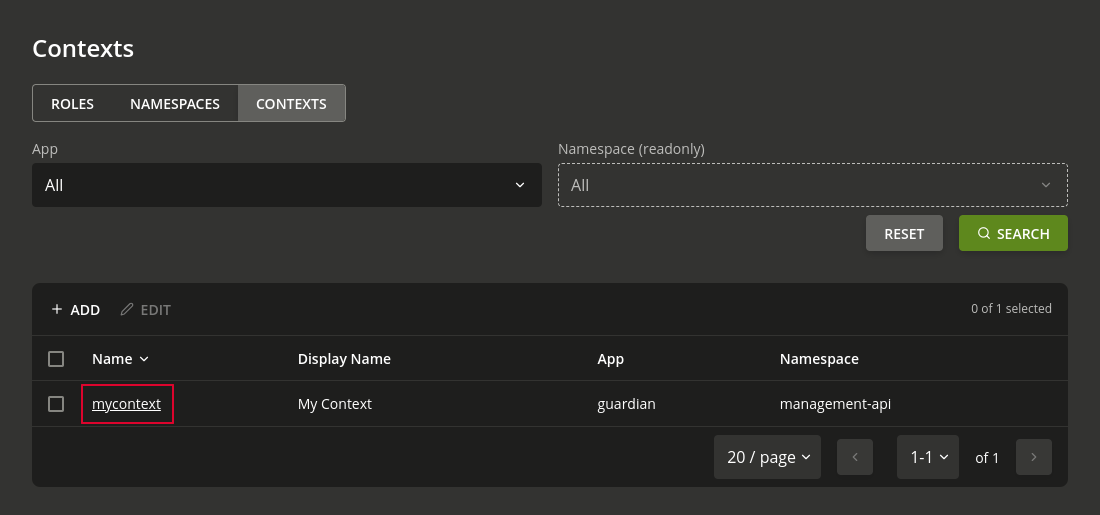 Contexts
ROLES NAMESPACES CONTEXTS
App Namespace (readonly)
All All
RESET SEARCH
ADD EDIT 0 of 1 selected
Name Display Name App Namespace
mycontext My Context guardian management-api
20 / page 1-1 of 1